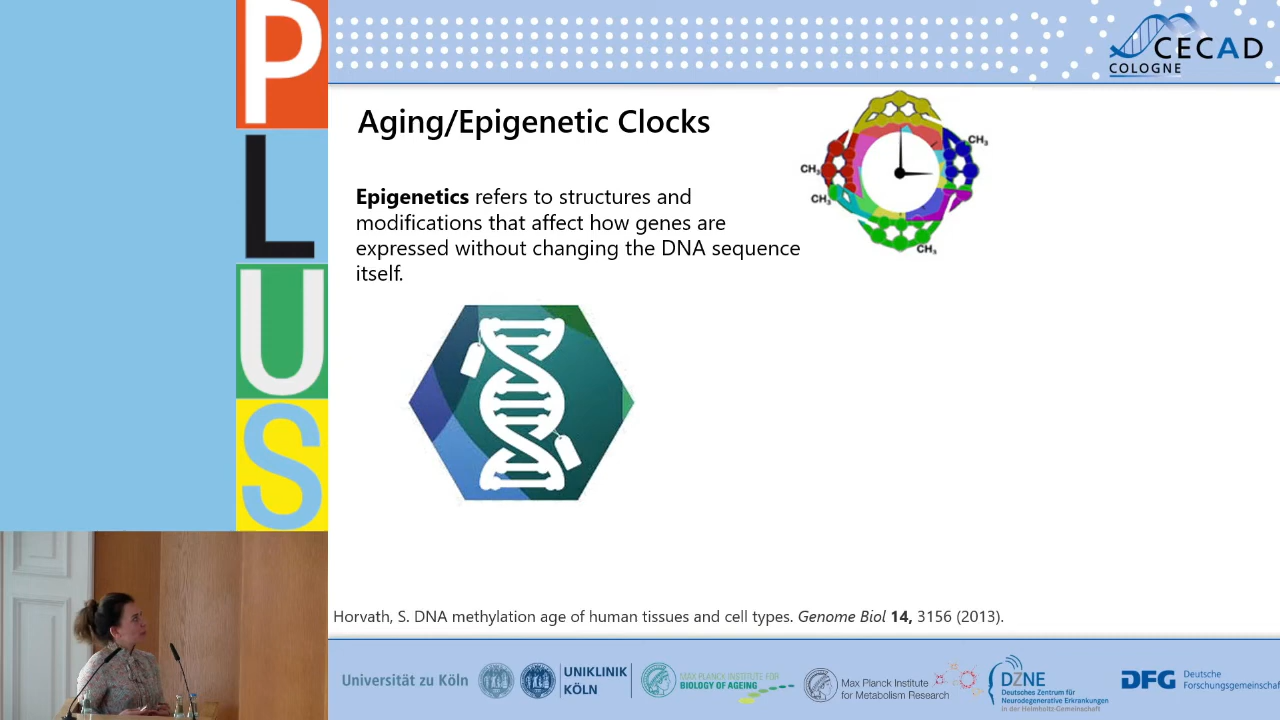 PLUS
CECAD
COLOGNE
Aging/Epigenetic Clocks
CH₃
CH₃
CH₃
CH₃
Epigenetics refers to structures and
modifications that affect how genes are
expressed without changing the DNA sequence
itself.
Horvath, S. DNA methylation age of human tissues and cell types. Genome Biol 14, 3156 (2013).
Universität zu Köln
UNIKLINIK
KÖLN
MAX PLANCK INSTITUTE FOR
BIOLOGY OF AGEING
Max Planck Institute
for Metabolism Research
DZNE
Deutsches Zentrum für
Neurodegenerative Erkrankungen
in der Helmholtz-Gemeinschaft
DFG
Deutsche
Forschungsgemeinschaf